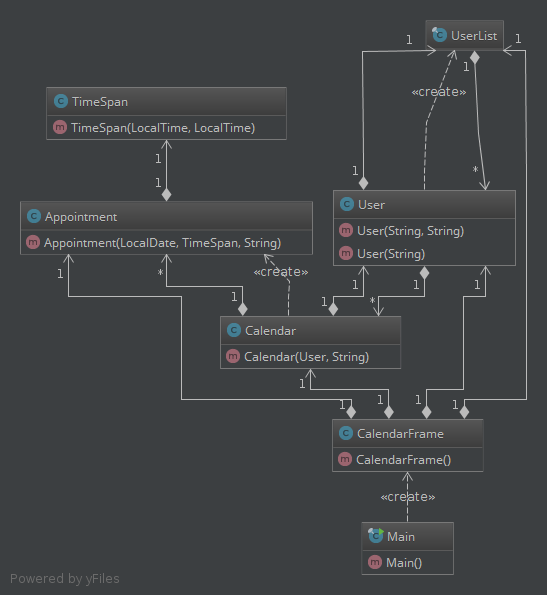 UserList
1
1
1
«create»
TimeSpan
TimeSpan(LocalTime, LocalTime)
1
1
1
*
Appointment
Appointment(LocalDate, TimeSpan, String)
User
User(String, String)
User(String)
1
*
«create»
1
1
*
1
1
1
Calendar
Calendar(User, String)
1
1
1
1
1
CalendarFrame
CalendarFrame()
«create»
Main
Main()
Powered by yFiles